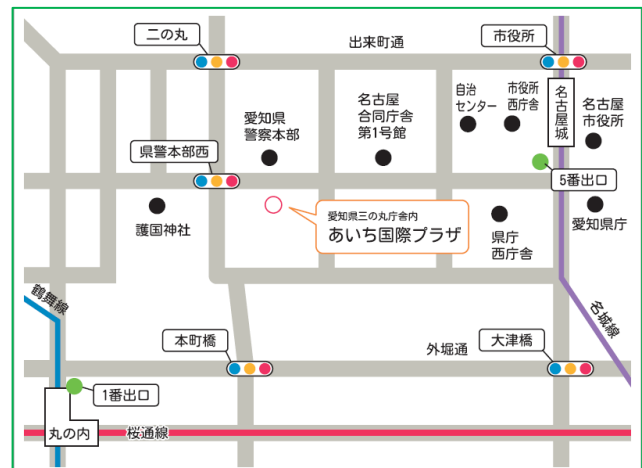 二の丸
出来町通
市役所
愛知県
警察本部
名古屋
合同庁舎
第1号館
自治
センター
市役所
西庁舎
名古屋城
名古屋
市役所
県警本部西
5番出口
護国神社
愛知県三の丸庁舎内
あいち国際プラザ
県庁
西庁舎
愛知県庁
鶴舞線
名城線
本町橋
外堀通
大津橋
1番出口
丸の内
桜通線